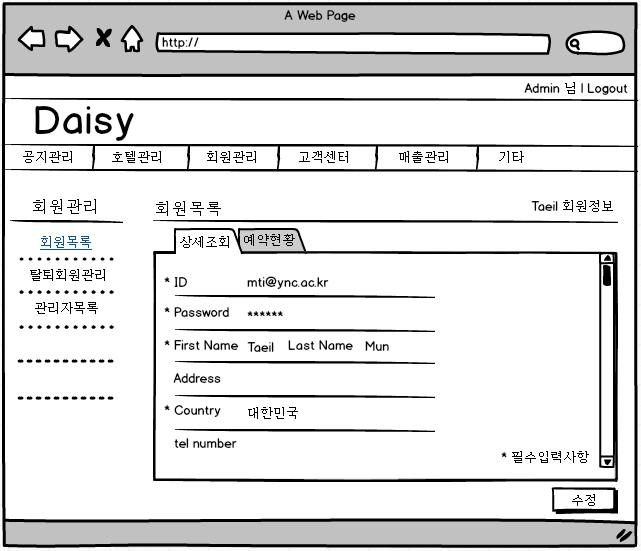 A Web Page
http://
Admin 님 | Logout
Daisy
공지관리 호텔관리 회원관리 고객센터 매출관리 기타
회원관리
회원목록
탈퇴회원관리
관리자목록
회원목록 Taeil 회원정보
상세조회 예약현황
* ID mti@ync.ac.kr
* Password ******
* First Name Taeil Last Name Mun
Address
* Country 대한민국
tel number
* 필수입력사항
수정